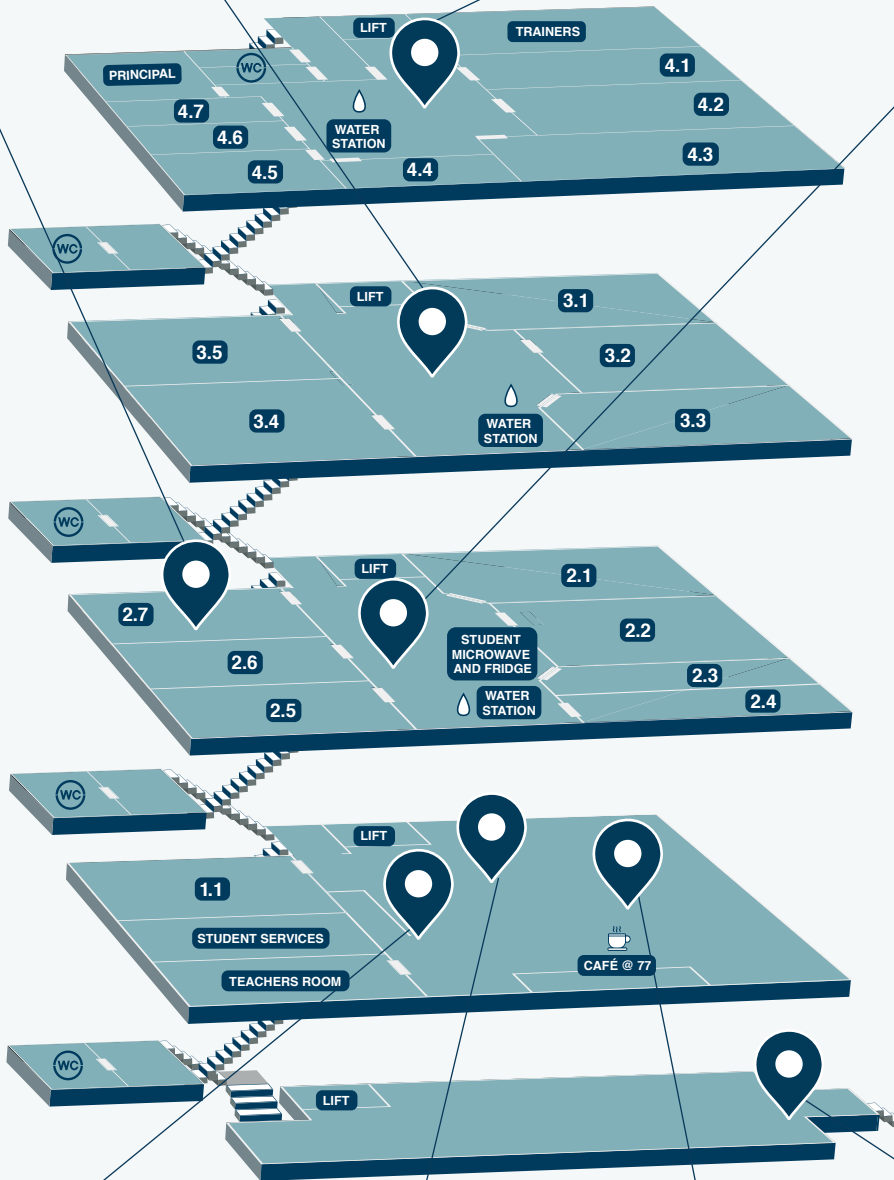 LIFT
TRAINERS
PRINCIPAL
WC
4.1
4.7
4.2
WATER
STATION
4.6
4.3
4.5
4.4
WC
LIFT
3.1
3.5
3.2
3.4
WATER
STATION
3.3
WC
LIFT
2.1
2.7
STUDENT
MICROWAVE
AND FRIDGE
2.2
2.6
2.3
2.5
WATER
STATION
2.4
WC
LIFT
1.1
STUDENT SERVICES
CAFÉ @ 77
TEACHERS ROOM
WC
LIFT